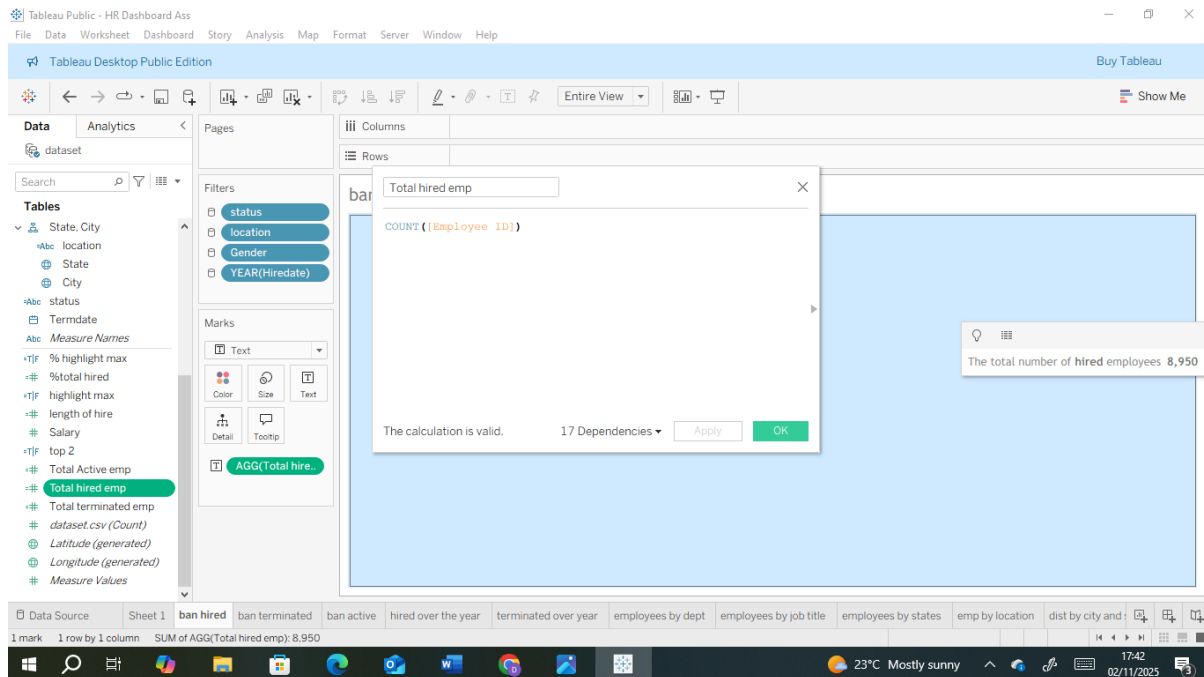 Tableau Public - HR Dashboard Ass
File Data Worksheet Dashboard Story Analysis Map Format Server Window Help
Tableau Desktop Public Edition
Buy Tableau
Entire View
Show Me
Data Analytics
dataset
Search
Tables
State, City
Abc location
State
City
Abc status
Termdate
Abc Measure Names
T|F % highlight max
=# %total hired
T|F highlight max
=# length of hire
# Salary
=T|F top 2
=# Total Active emp
=# Total hired emp
=# Total terminated emp
# dataset.csv (Count)
Latitude (generated)
Longitude (generated)
# Measure Values
Pages
Filters
status
location
Gender
YEAR(Hiredate)
Marks
T Text
Color Size Text
Detail Tooltip
T AGG(Total hire..
iii Columns
Rows
Total hired emp
COUNT([Employee ID])
The calculation is valid.
17 Dependencies
Apply
OK
The total number of hired employees 8,950
Data Source Sheet 1 ban hired ban terminated ban active hired over the year terminated over year employees by dept employees by job title employees by states emp by location dist by city and
1 mark 1 row by 1 column SUM of AGG(Total hired emp): 8,950
23°C Mostly sunny
17:42
02/11/2025
3